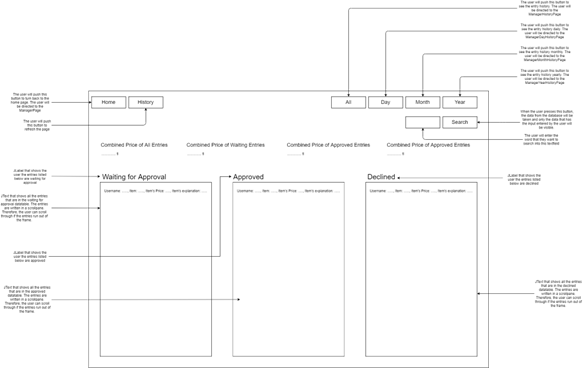 The user will push this button to
see the entry history. The user will
be directed to the
ManagerHistoryPage
The user will push this button to
see the entry history daily. The user
will be directed to the
ManagerDayHistoryPage
The user will push this button to
see the entry history months. The user
will be directed to the
ManagerMonthHistoryPage
The user will push this button to
see the entry history yearly. The user
will be directed to the
ManagerYearHistoryPage
The user will push this
button to turn back to the
home page. The user will
be directed to the
ManagerPage
Home
History
All
Day
Month
Year
The user will push
this button to
refresh the page
Search
When the user presses this button,
the data from the database will be
taken and only the data that has
the input entered by the user will
be visible.
The user will enter the
word that they want to
search into this textfield
Combined Price of All Entries
Combined Price of Waiting Entries
Combined Price of Approved Entries
Combined Price of Approved Entries
JLabel that shows the
user the entries listed
below are waiting for
approval
Waiting for Approval
Approved
Declined
JLabel that shows the
user the entries listed
below are declined
Username ..... Item ..... Item's Price ..... Item's explanation .....
Username ..... Item ..... Item's Price ..... Item's explanation .....
Username ..... Item ..... Item's Price ..... Item's explanation .....
JText that shows all the entries
that are in the waiting for
approval datatable. The entries
are written in a scrollpane.
Therefore, the user can scroll
through if the entries run out of
the frame.
JLabel that shows the
user the entries listed
below are approved
JText that shows all the entries
that are in the approved
datatable. The entries are
written in a scrollpane.
Therefore, the user can scroll
through if the entries run out of
the frame.
JText that shows all the entries
that are in the declined
datatable. The entries are
written in a scrollpane.
Therefore, the user can scroll
through if the entries run out of
the frame.